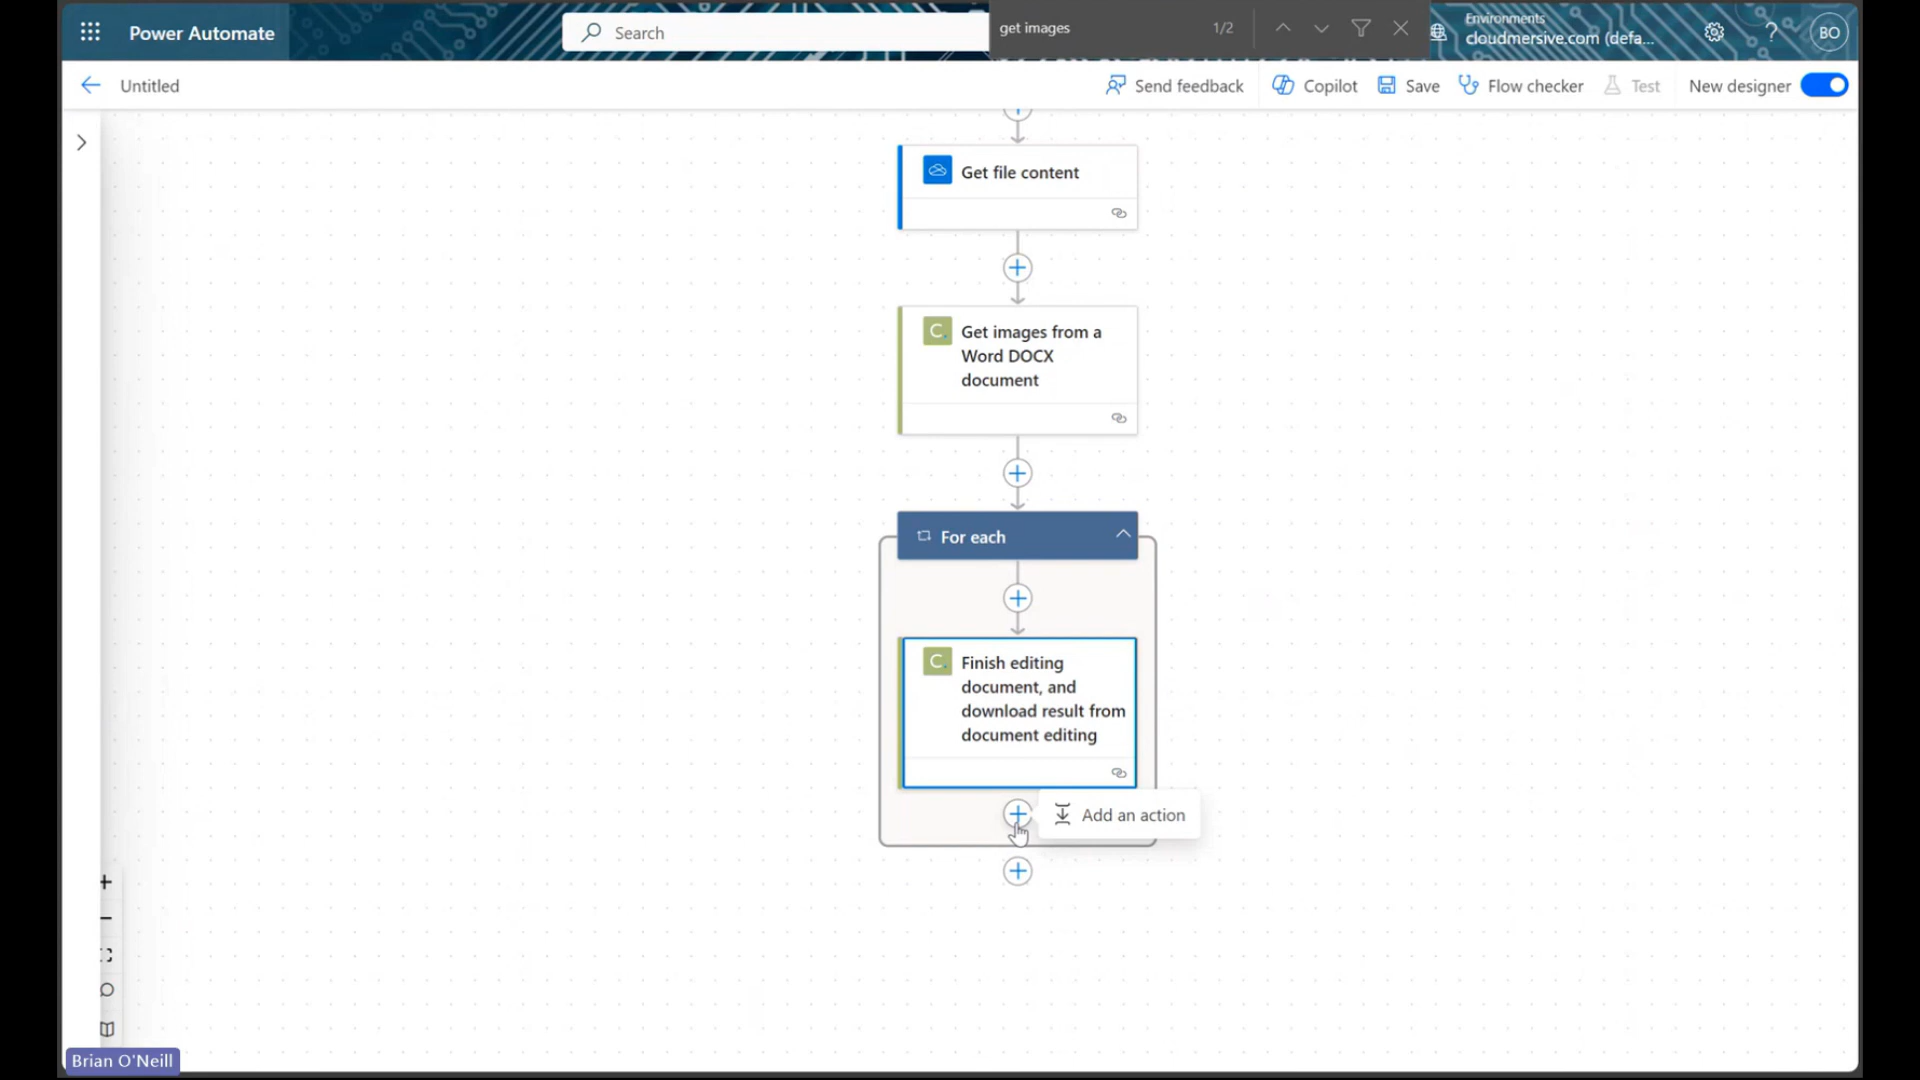 Power Automate
Search
get images
1/2
Environments
cloudmersive.com (defa...
?
BO
Untitled
Send feedback
Copilot
Save
Flow checker
Test
New designer
Get file content
C.
Get images from a
Word DOCX
document
For each
C.
Finish editing
document, and
download result from
document editing
Add an action
Brian O'Neill